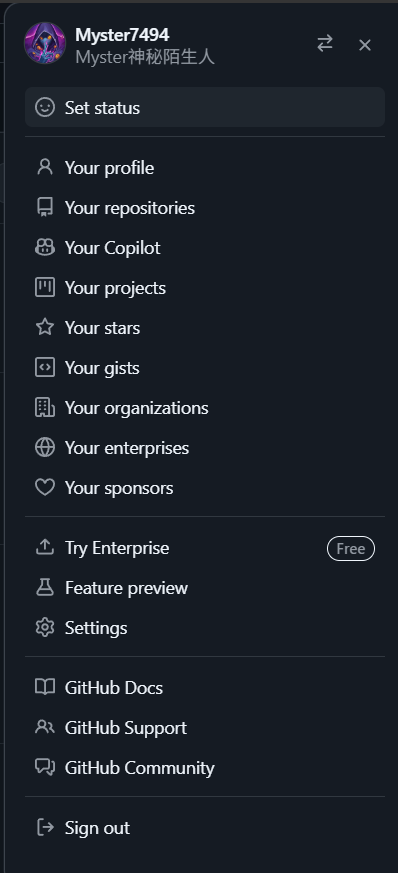 Myster7494
Myster神秘陌生人
Set status
Your profile
Your repositories
Your Copilot
Your projects
Your stars
Your gists
Your organizations
Your enterprises
Your sponsors
Try Enterprise Free
Feature preview
Settings
GitHub Docs
GitHub Support
GitHub Community
Sign out